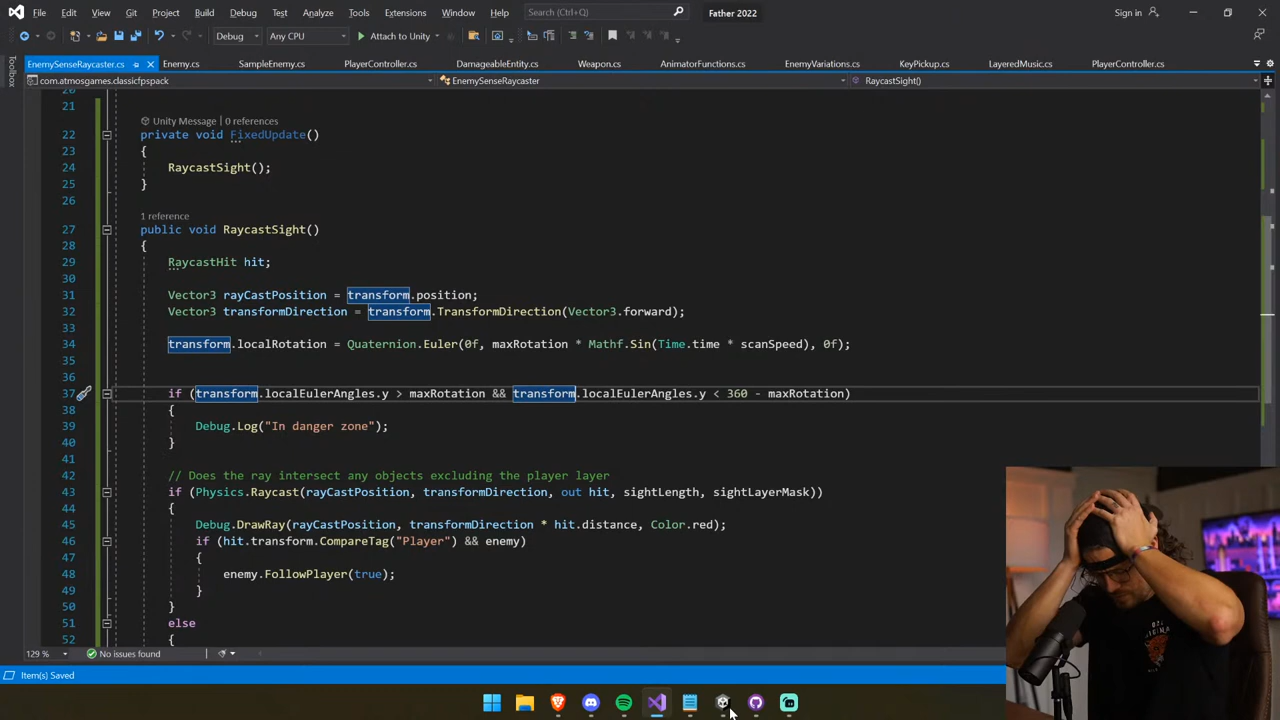 File Edit View Git Project Build Debug Test Analyze Tools Extensions Window Help Search (Ctrl+Q) Father 2022 Sign in
Debug Any CPU Attach to Unity
EnemySenseRaycaster.cs Enemy.cs SampleEnemy.cs PlayerController.cs DamageableEntity.cs Weapon.cs AnimatorFunctions.cs EnemyVariations.cs KeyPickup.cs LayeredMusic.cs PlayerController.cs
com.atmosgames.classicfpspack EnemySenseRaycaster RaycastSight()
Toolbox
20
21
Unity Message | 0 references
22 private void FixedUpdate()
23 {
24 RaycastSight();
25 }
26
1 reference
27 public void RaycastSight()
28 {
29 RaycastHit hit;
30
31 Vector3 rayCastPosition = transform.position;
32 Vector3 transformDirection = transform.TransformDirection(Vector3.forward);
33
34 transform.localRotation = Quaternion.Euler(0f, maxRotation * Mathf.Sin(Time.time * scanSpeed), 0f);
35
36
37 if (transform.localEulerAngles.y > maxRotation && transform.localEulerAngles.y < 360 - maxRotation)
38 {
39 Debug.Log("In danger zone");
40 }
41
42 // Does the ray intersect any objects excluding the player layer
43 if (Physics.Raycast(rayCastPosition, transformDirection, out hit, sightLength, sightLayerMask))
44 {
45 Debug.DrawRay(rayCastPosition, transformDirection * hit.distance, Color.red);
46 if (hit.transform.CompareTag("Player") && enemy)
47 {
48 enemy.FollowPlayer(true);
49 }
50 }
51 else
52 {
129 % No issues found
Item(s) Saved